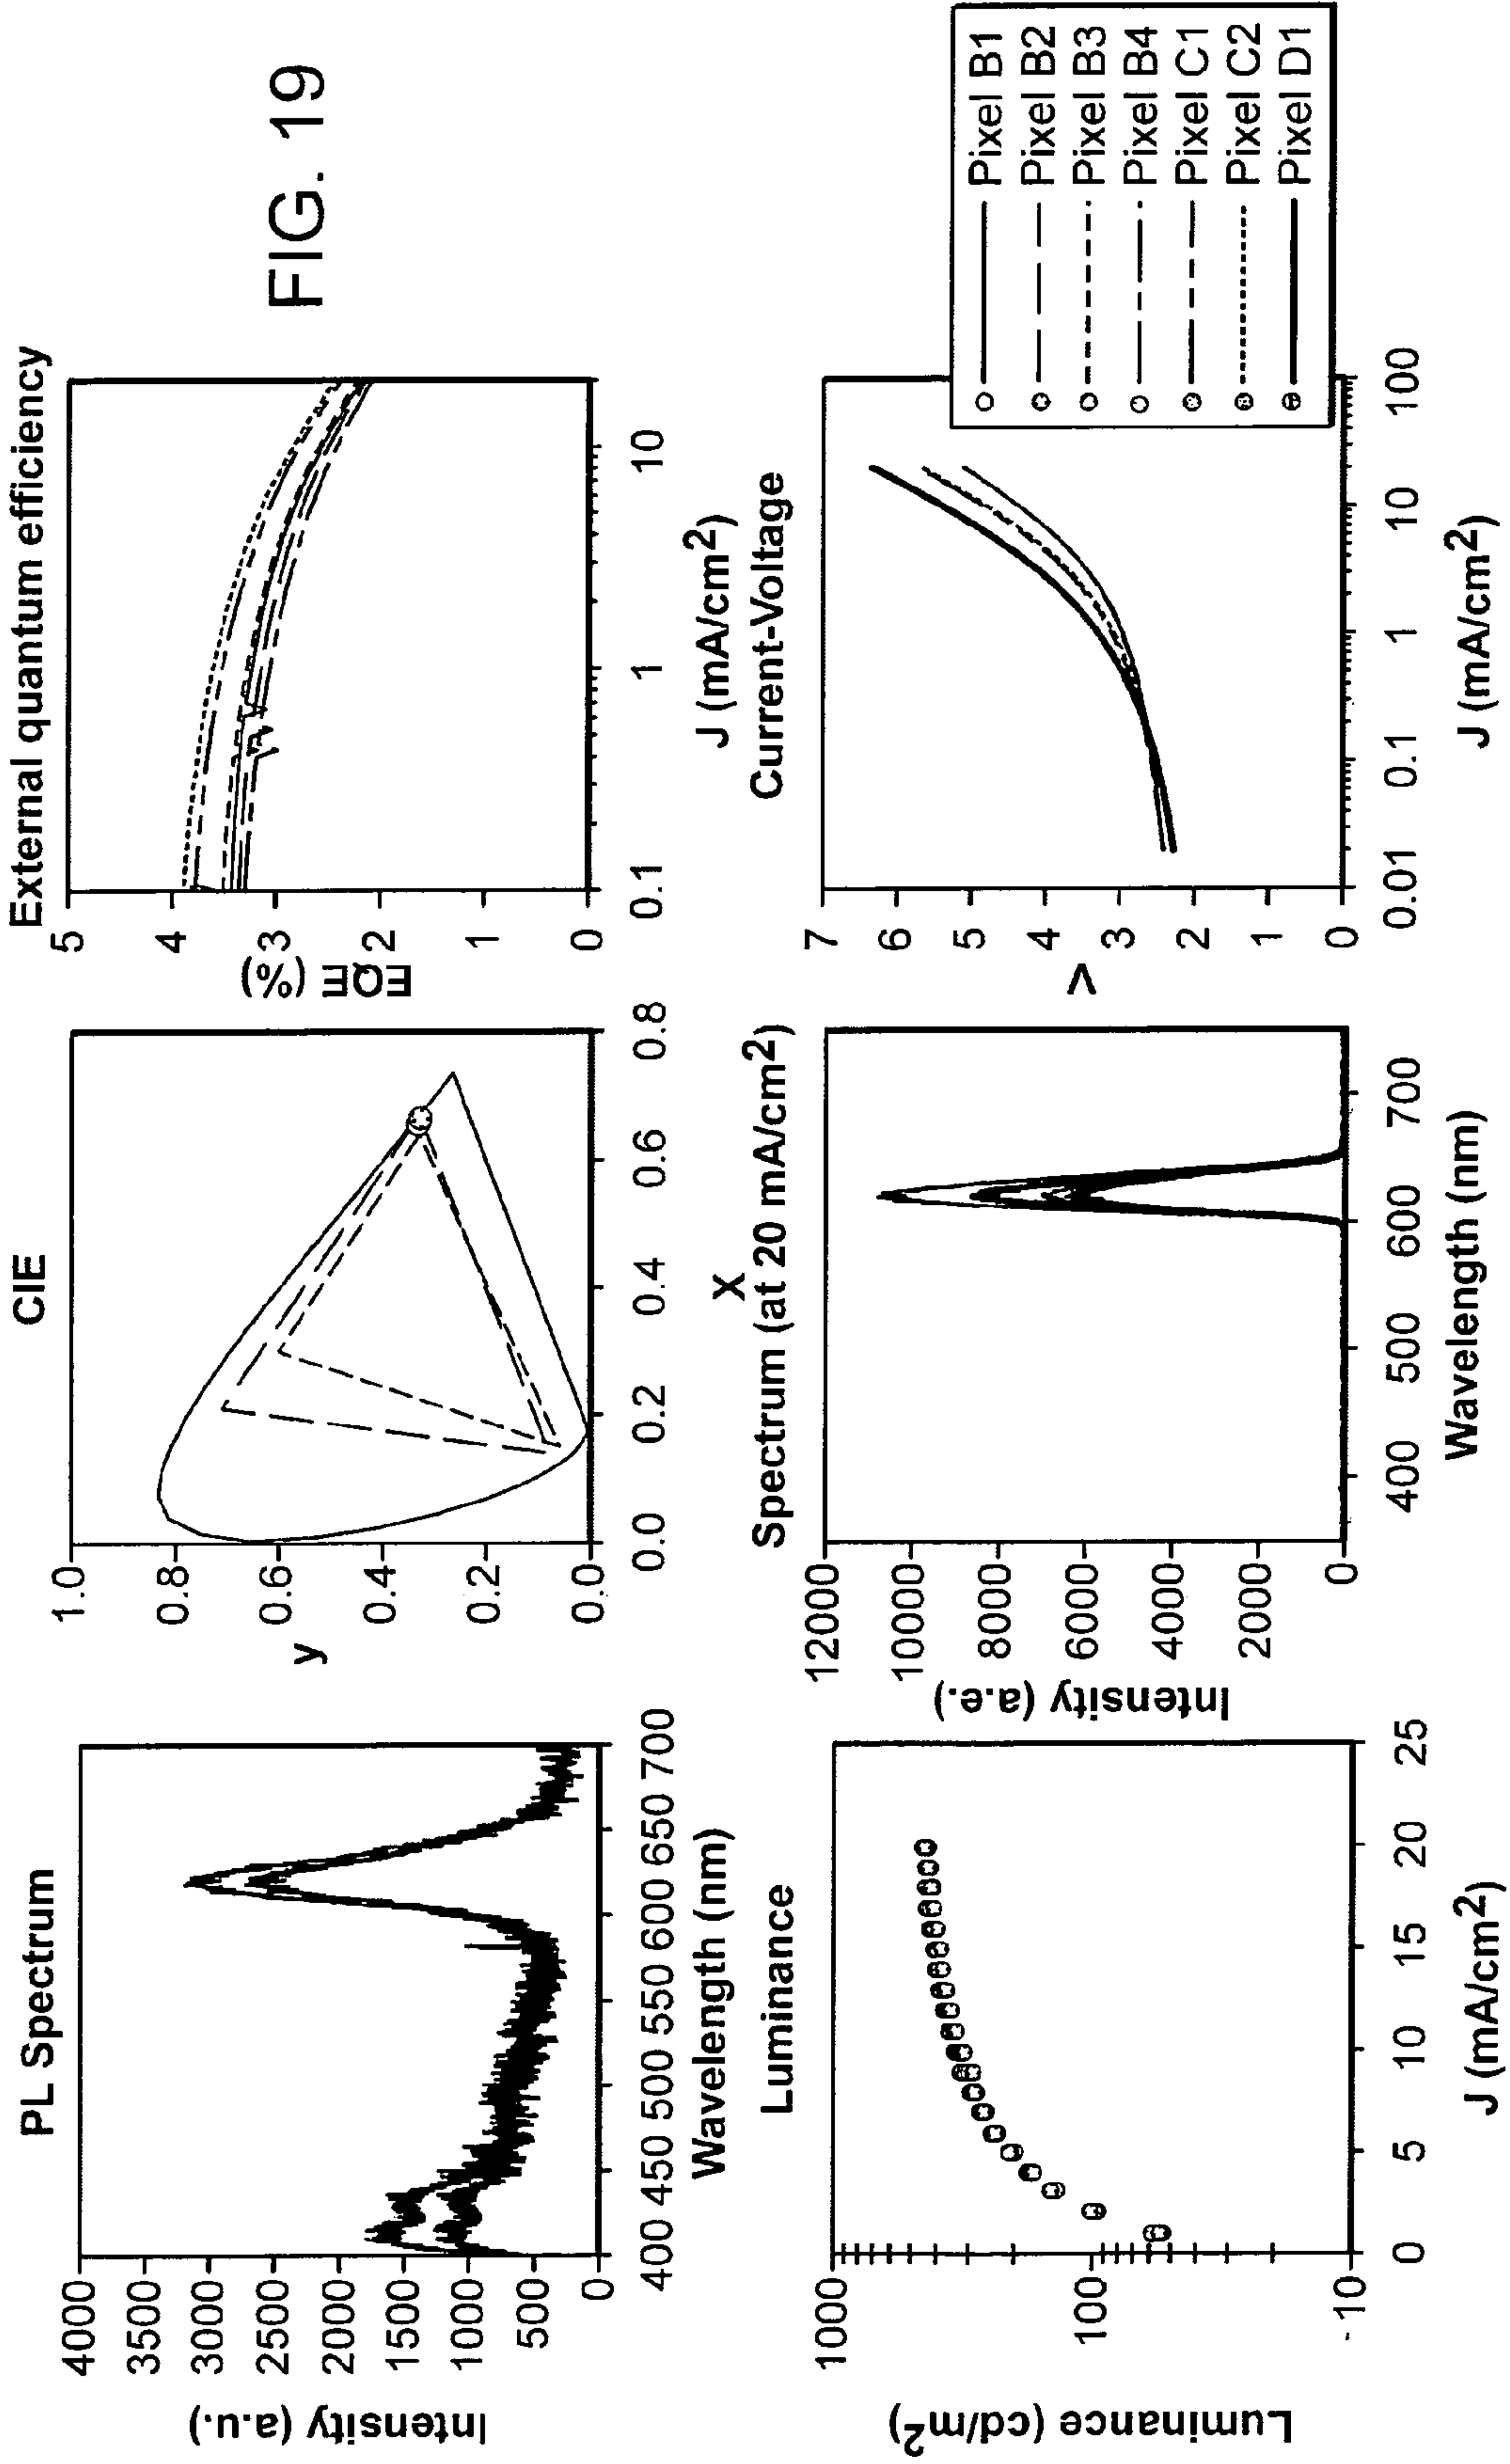 FIG. 19
PL Spectrum
Intensity (a.u.)
4000
3500
3000
2500
2000
1500
1000
500
0
400 450 500 550 600 650 700
Wavelength (nm)
CIE
y
1.0
0.8
0.6
0.4
0.2
0.0
0.0 0.2 0.4 0.6 0.8
X
External quantum efficiency
EQE (%)
5
4
3
2
1
0
0.1 1 10
J (mA/cm²)
Luminance
Luminance (cd/m²)
1000
100
10
0 5 10 15 20 25
J (mA/cm²)
Spectrum (at 20 mA/cm²)
Intensity (a.e.)
12000
10000
8000
6000
4000
2000
0
400 500 600 700
Wavelength (nm)
Current-Voltage
V
7
6
5
4
3
2
1
0
0.01 0.1 1 10 100
J (mA/cm²)
Pixel B1
Pixel B2
Pixel B3
Pixel B4
Pixel C1
Pixel C2
Pixel D1